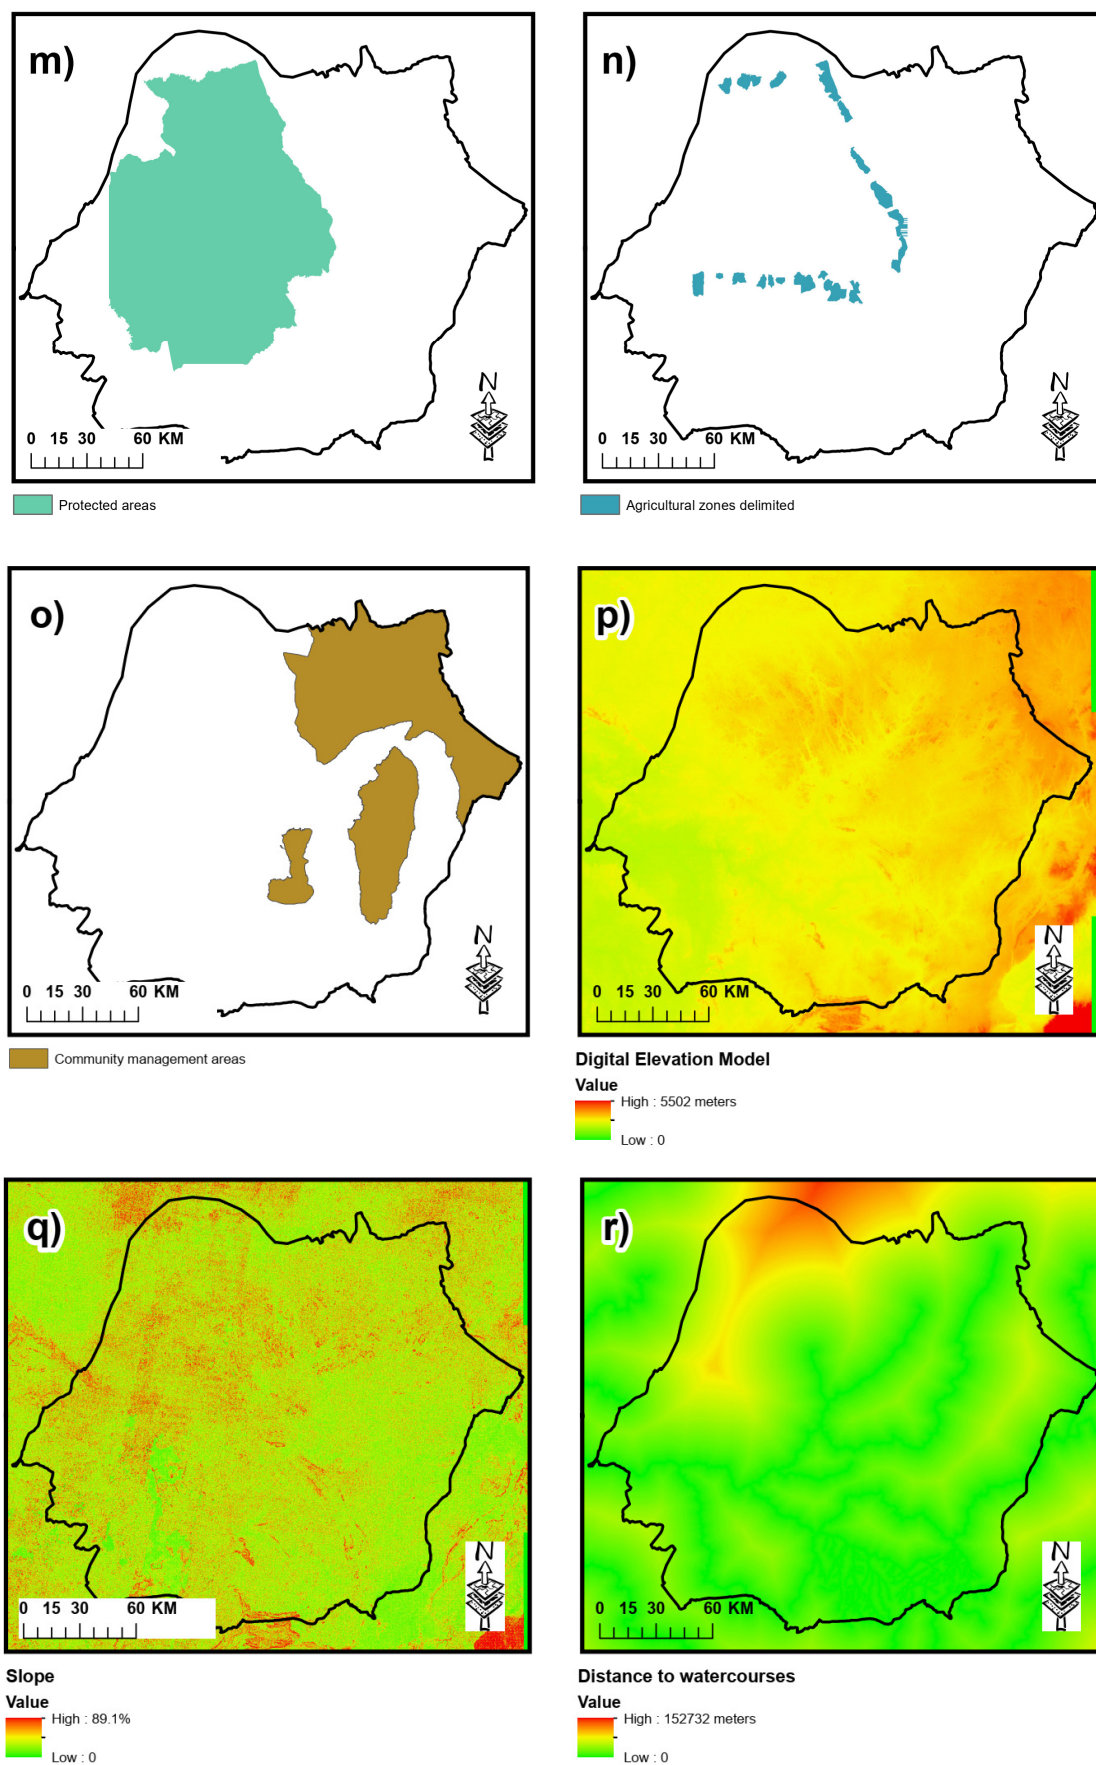 m)
N
0 15 30 60 KM
Protected areas
n)
N
0 15 30 60 KM
Agricultural zones delimited
o)
N
0 15 30 60 KM
Community management areas
p)
N
0 15 30 60 KM
Digital Elevation Model
Value
High : 5502 meters
Low : 0
q)
N
0 15 30 60 KM
Slope
Value
High : 89.1%
Low : 0
r)
N
0 15 30 60 KM
Distance to watercourses
Value
High : 152732 meters
Low : 0